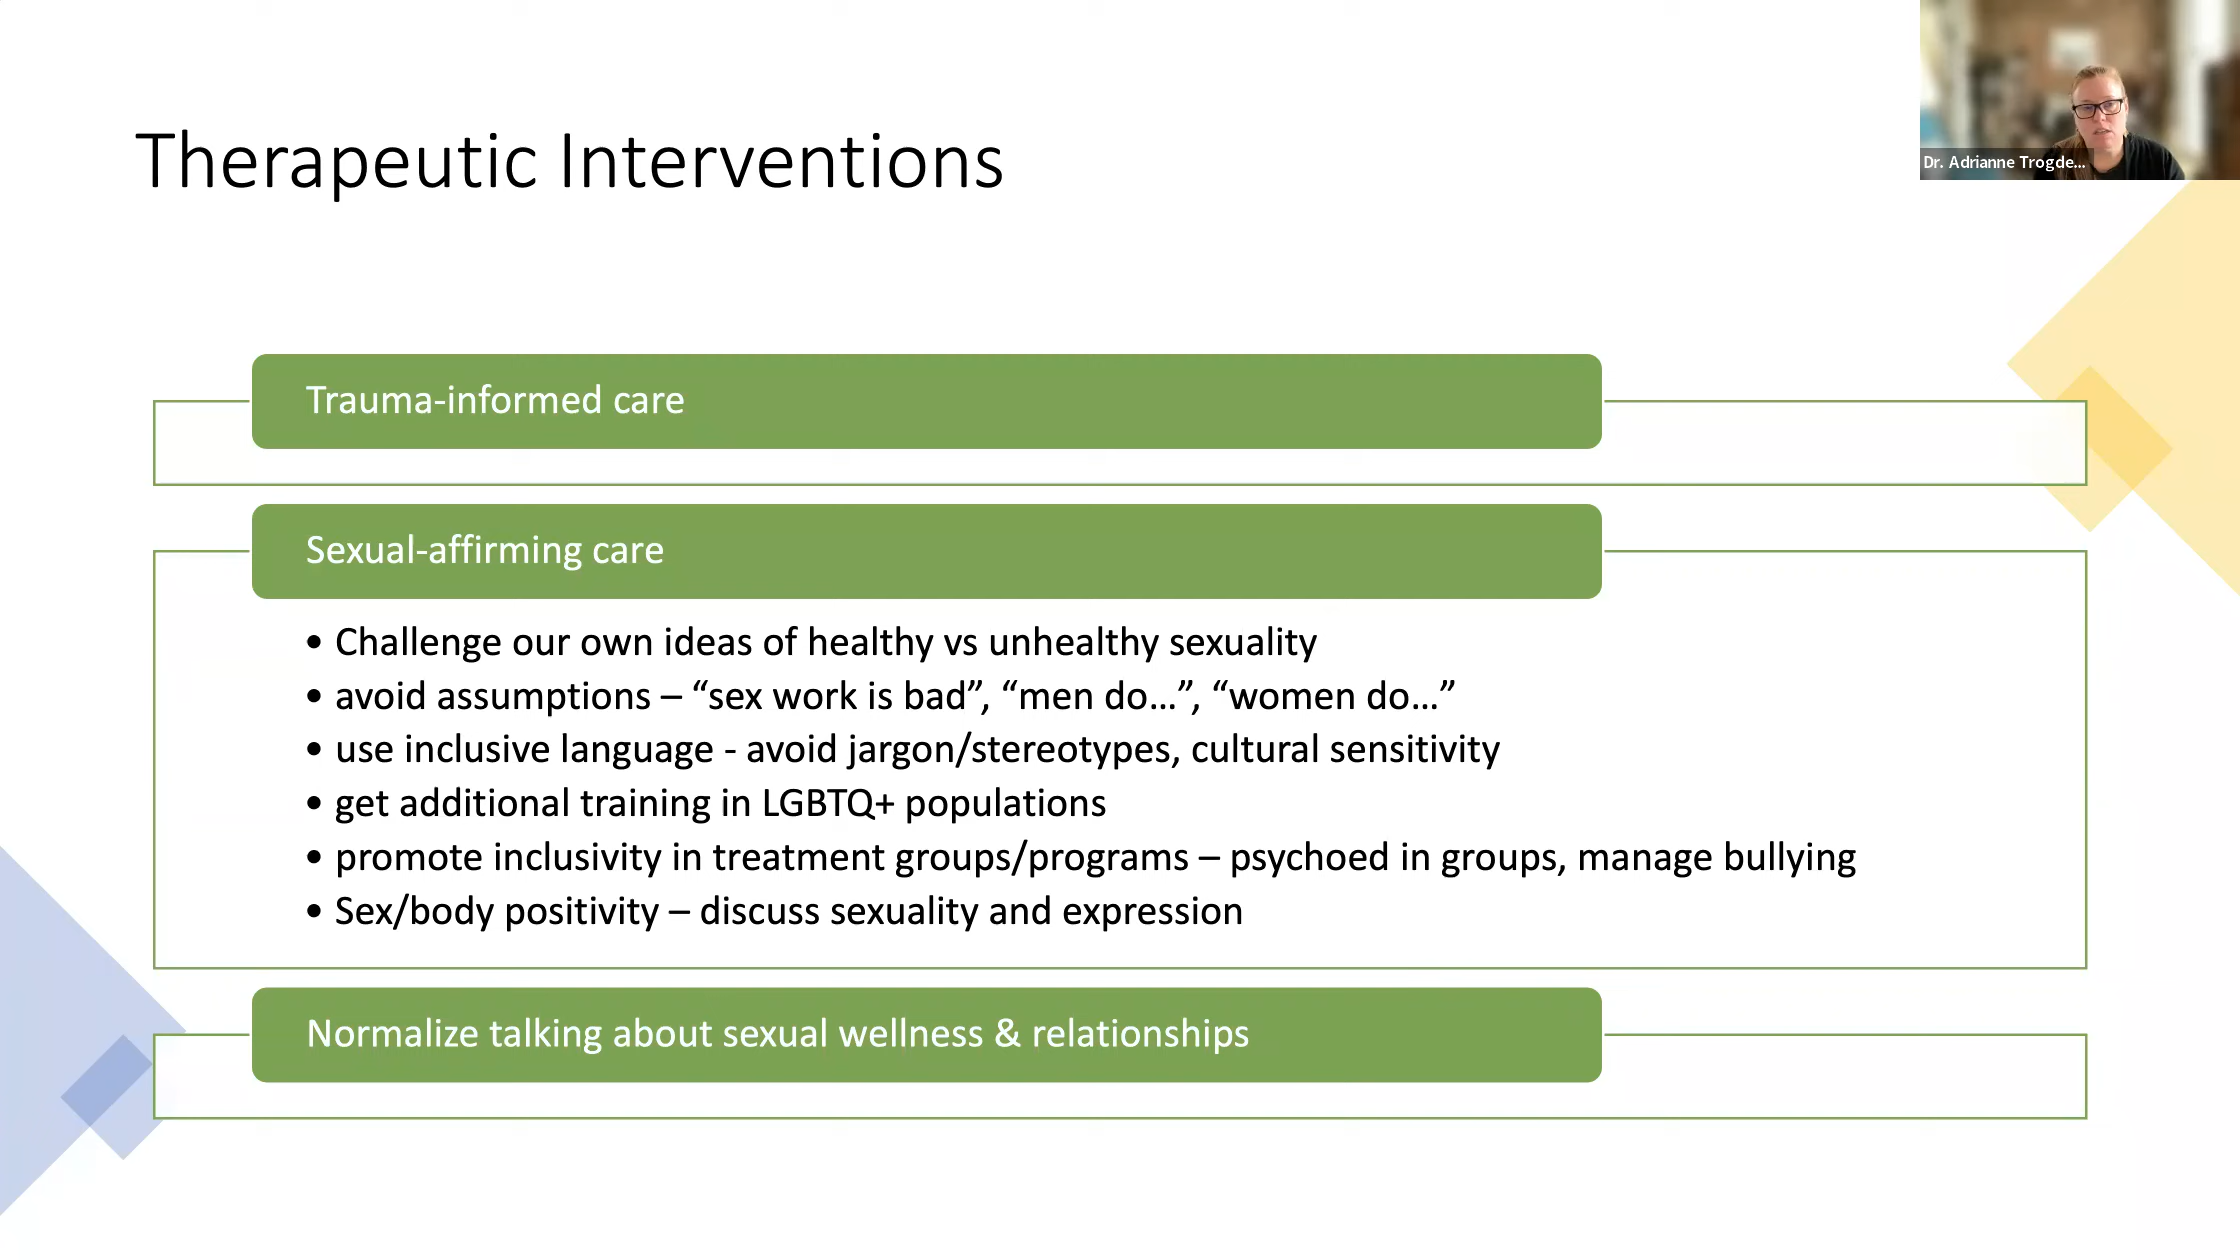 Dr. Adrianne Trogde...
Therapeutic Interventions
Trauma-informed care
Sexual-affirming care
• Challenge our own ideas of healthy vs unhealthy sexuality
• avoid assumptions – “sex work is bad”, “men do…”, “women do…”
• use inclusive language - avoid jargon/stereotypes, cultural sensitivity
• get additional training in LGBTQ+ populations
• promote inclusivity in treatment groups/programs – psychoed in groups, manage bullying
• Sex/body positivity – discuss sexuality and expression
Normalize talking about sexual wellness & relationships